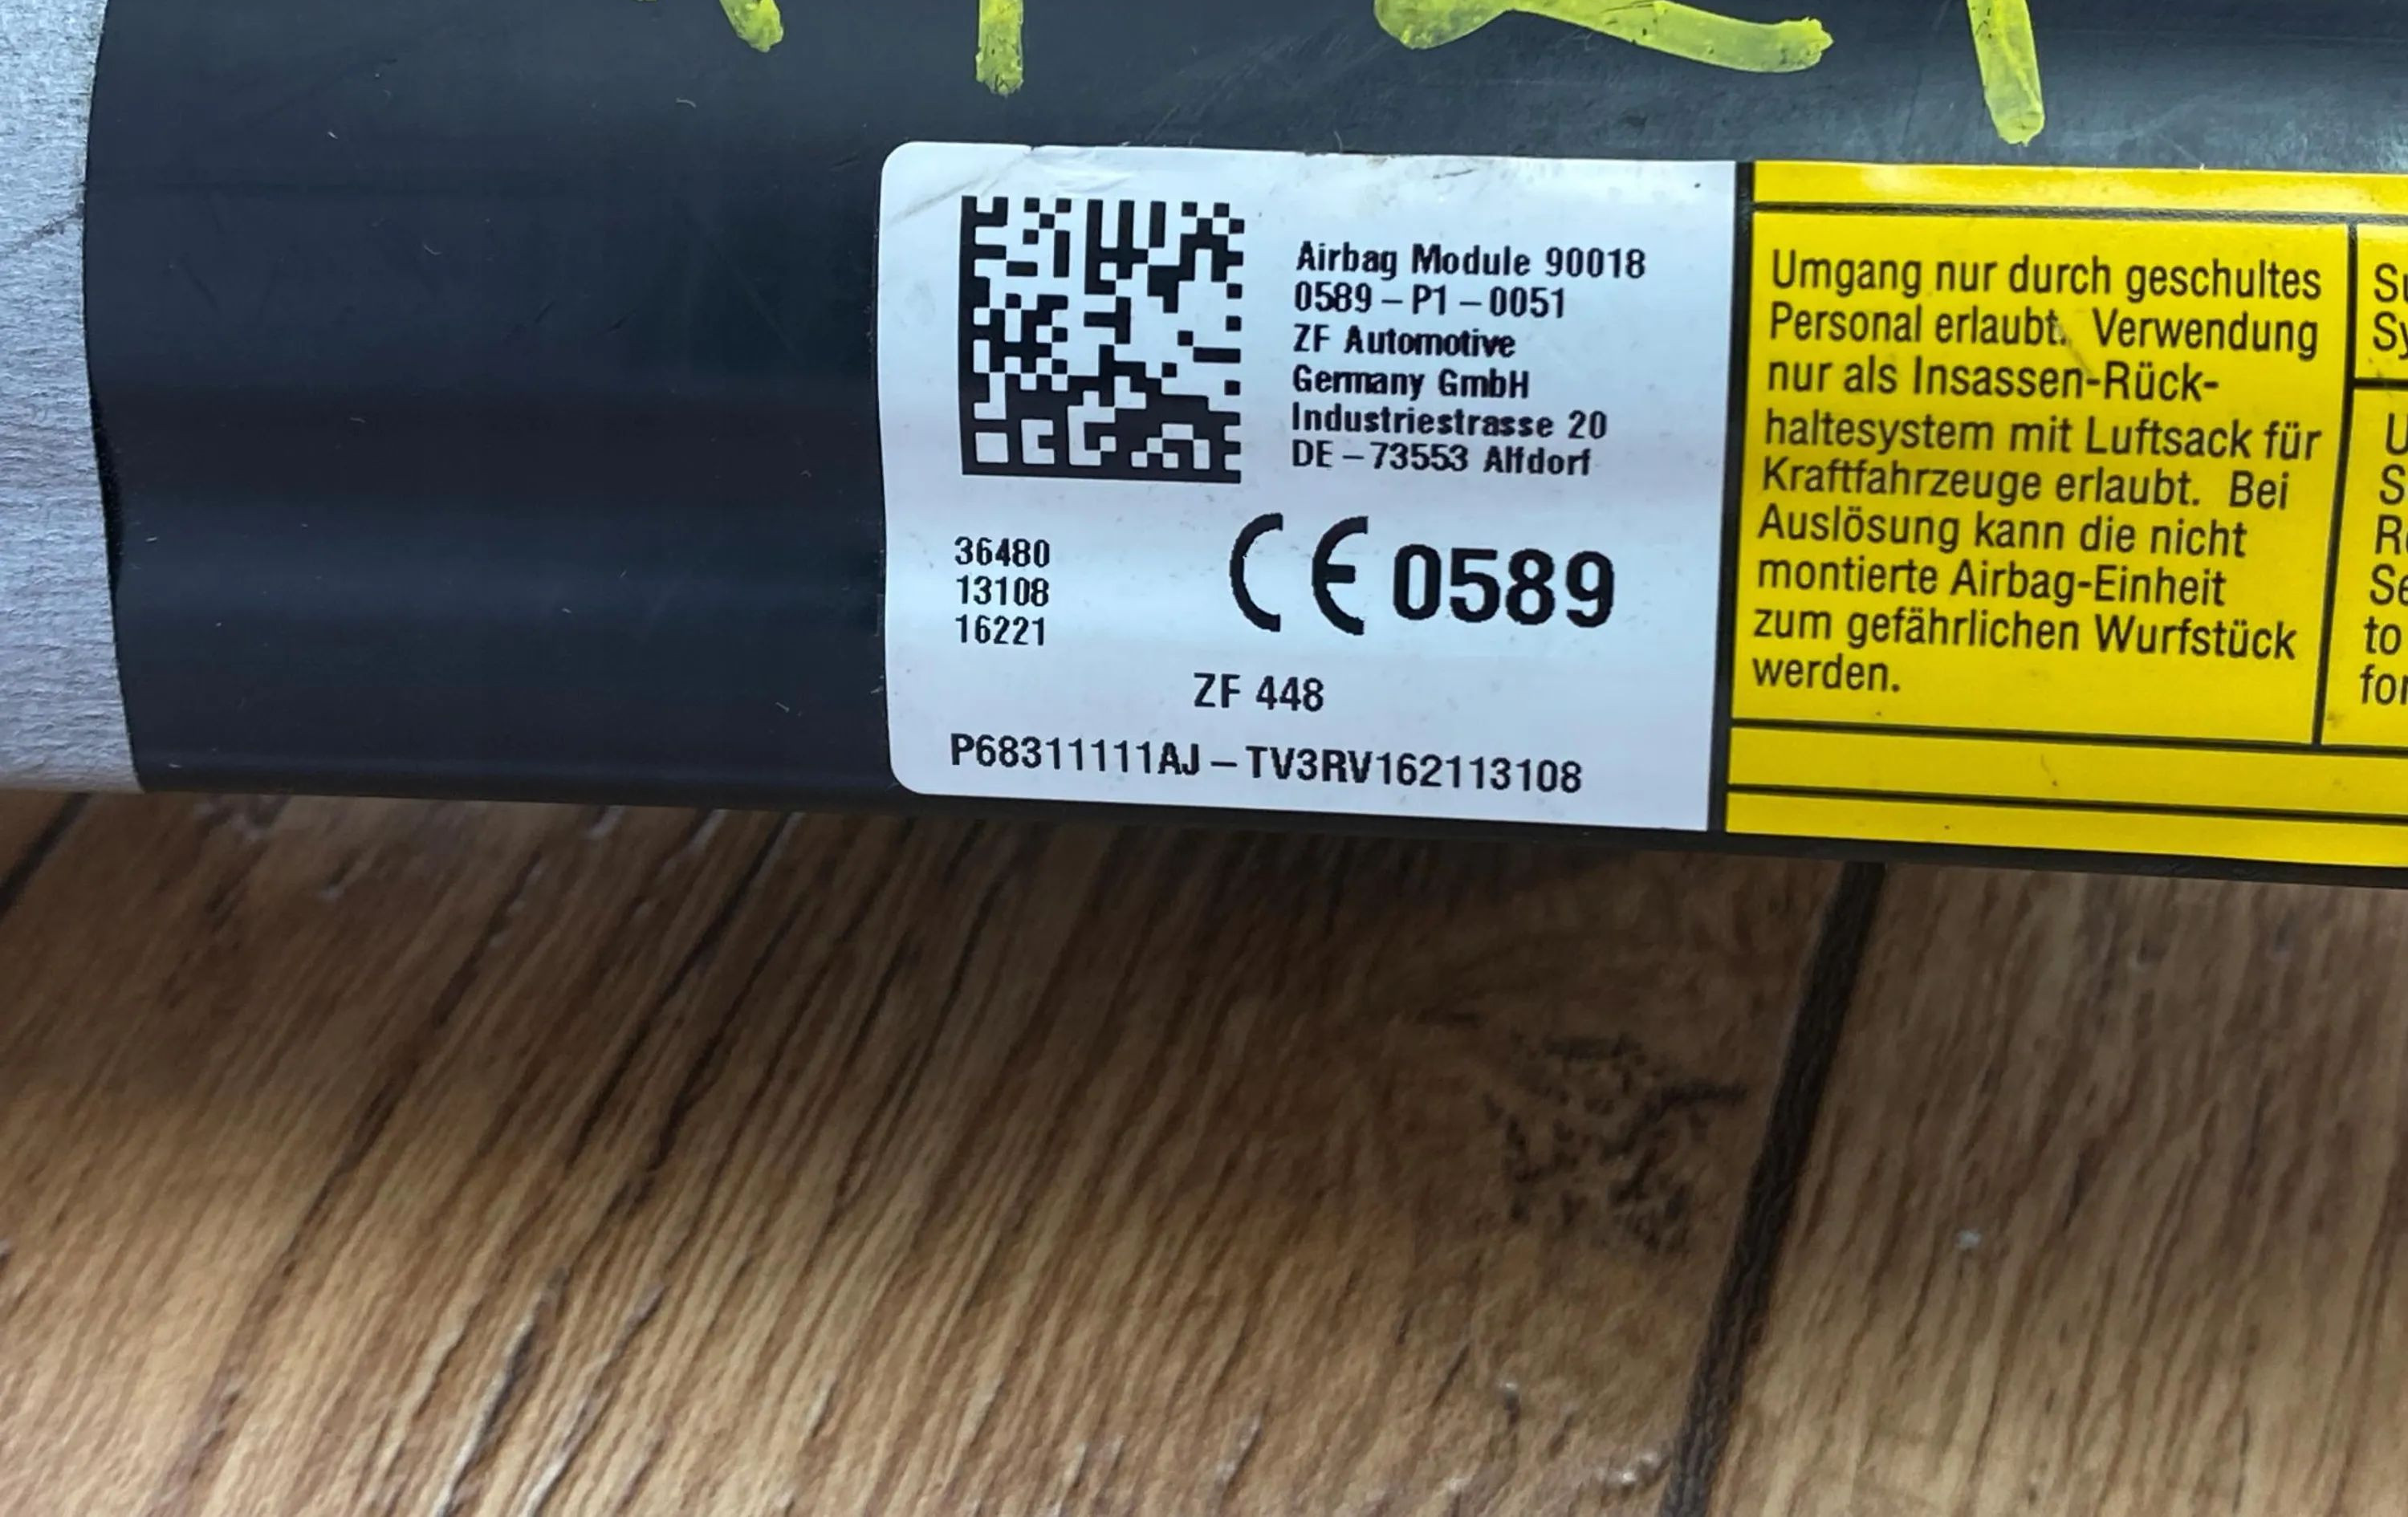 Airbag Module 90018
0589 – P1 – 0051
ZF Automotive
Germany GmbH
Industriestrasse 20
DE – 73553 Alfdorf
36480
13108
16221
CE 0589
ZF 448
P68311111AJ – TV3RV162113108
Umgang nur durch geschultes
Personal erlaubt. Verwendung
nur als Insassen-Rück-
haltesystem mit Luftsack für
Kraftfahrzeuge erlaubt. Bei
Auslösung kann die nicht
montierte Airbag-Einheit
zum gefährlichen Wurfstück
werden.
to